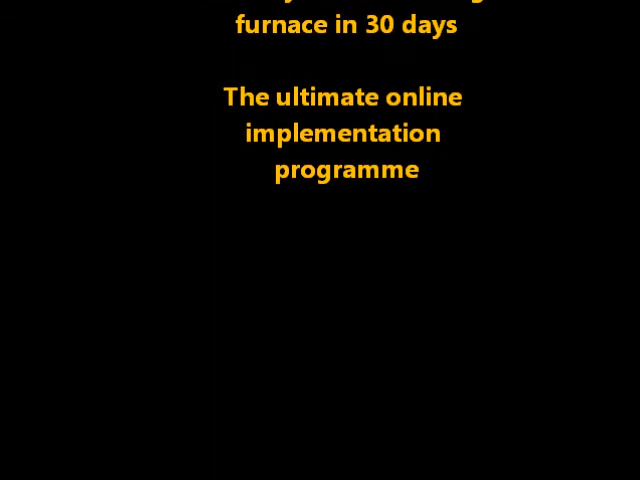 furnace in 30 days
The ultimate online
implementation
programme